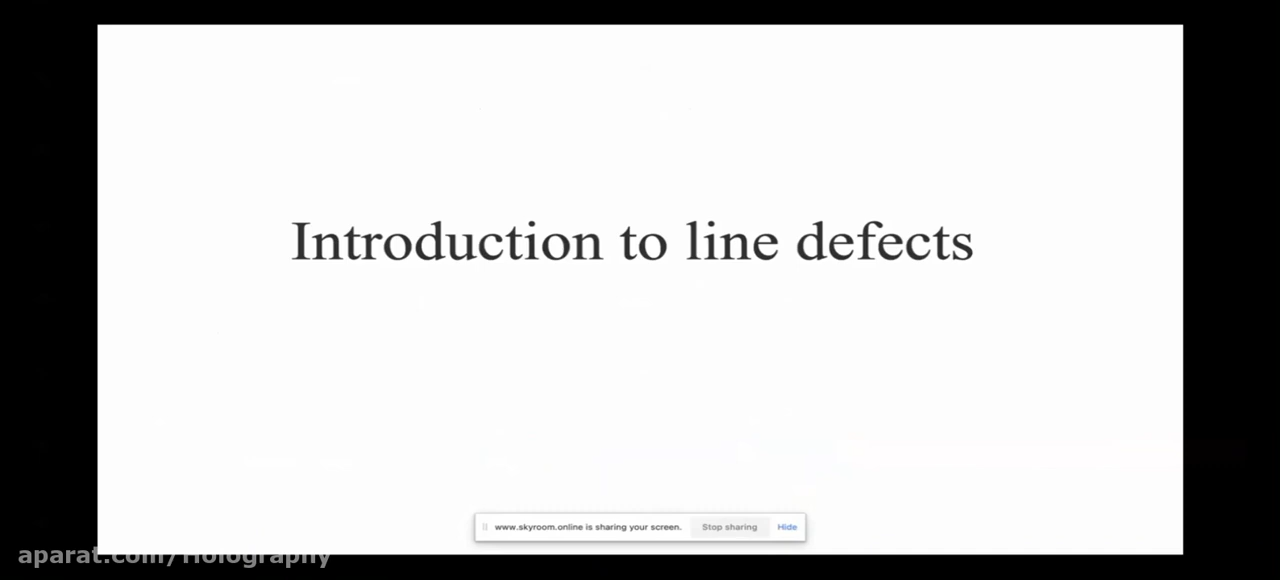 Introduction to line defects
www.skyroom.online is sharing your screen. Stop sharing Hide
aparat.com/Holography